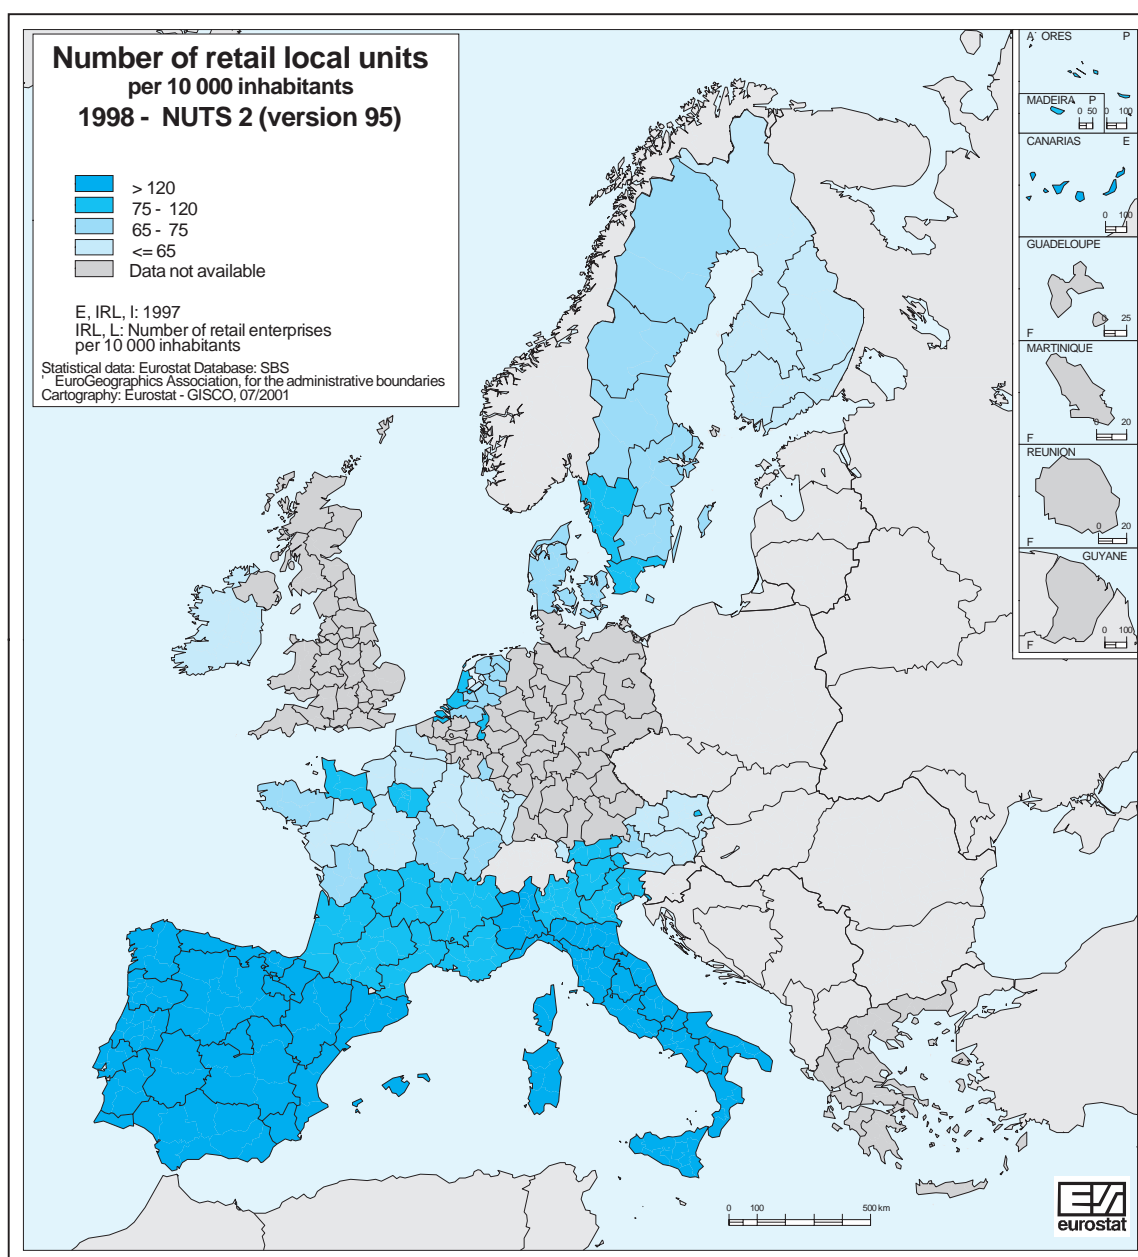 Number of retail local units
per 10 000 inhabitants
1998 - NUTS 2 (version 95)
> 120
75 - 120
65 - 75
<= 65
Data not available
E, IRL, I: 1997
IRL, L: Number of retail enterprises
per 10 000 inhabitants
Statistical data: Eurostat Database: SBS
' EuroGeographics Association, for the administrative boundaries
Cartography: Eurostat - GISCO, 07/2001
A' ORES P
MADEIRA P
0 50 0 100
CANARIAS E
0 100
GUADELOUPE
0 25
F
MARTINIQUE
0 20
F
REUNION
0 20
F
GUYANE
0 100
F
0 100 500 km
eurostat